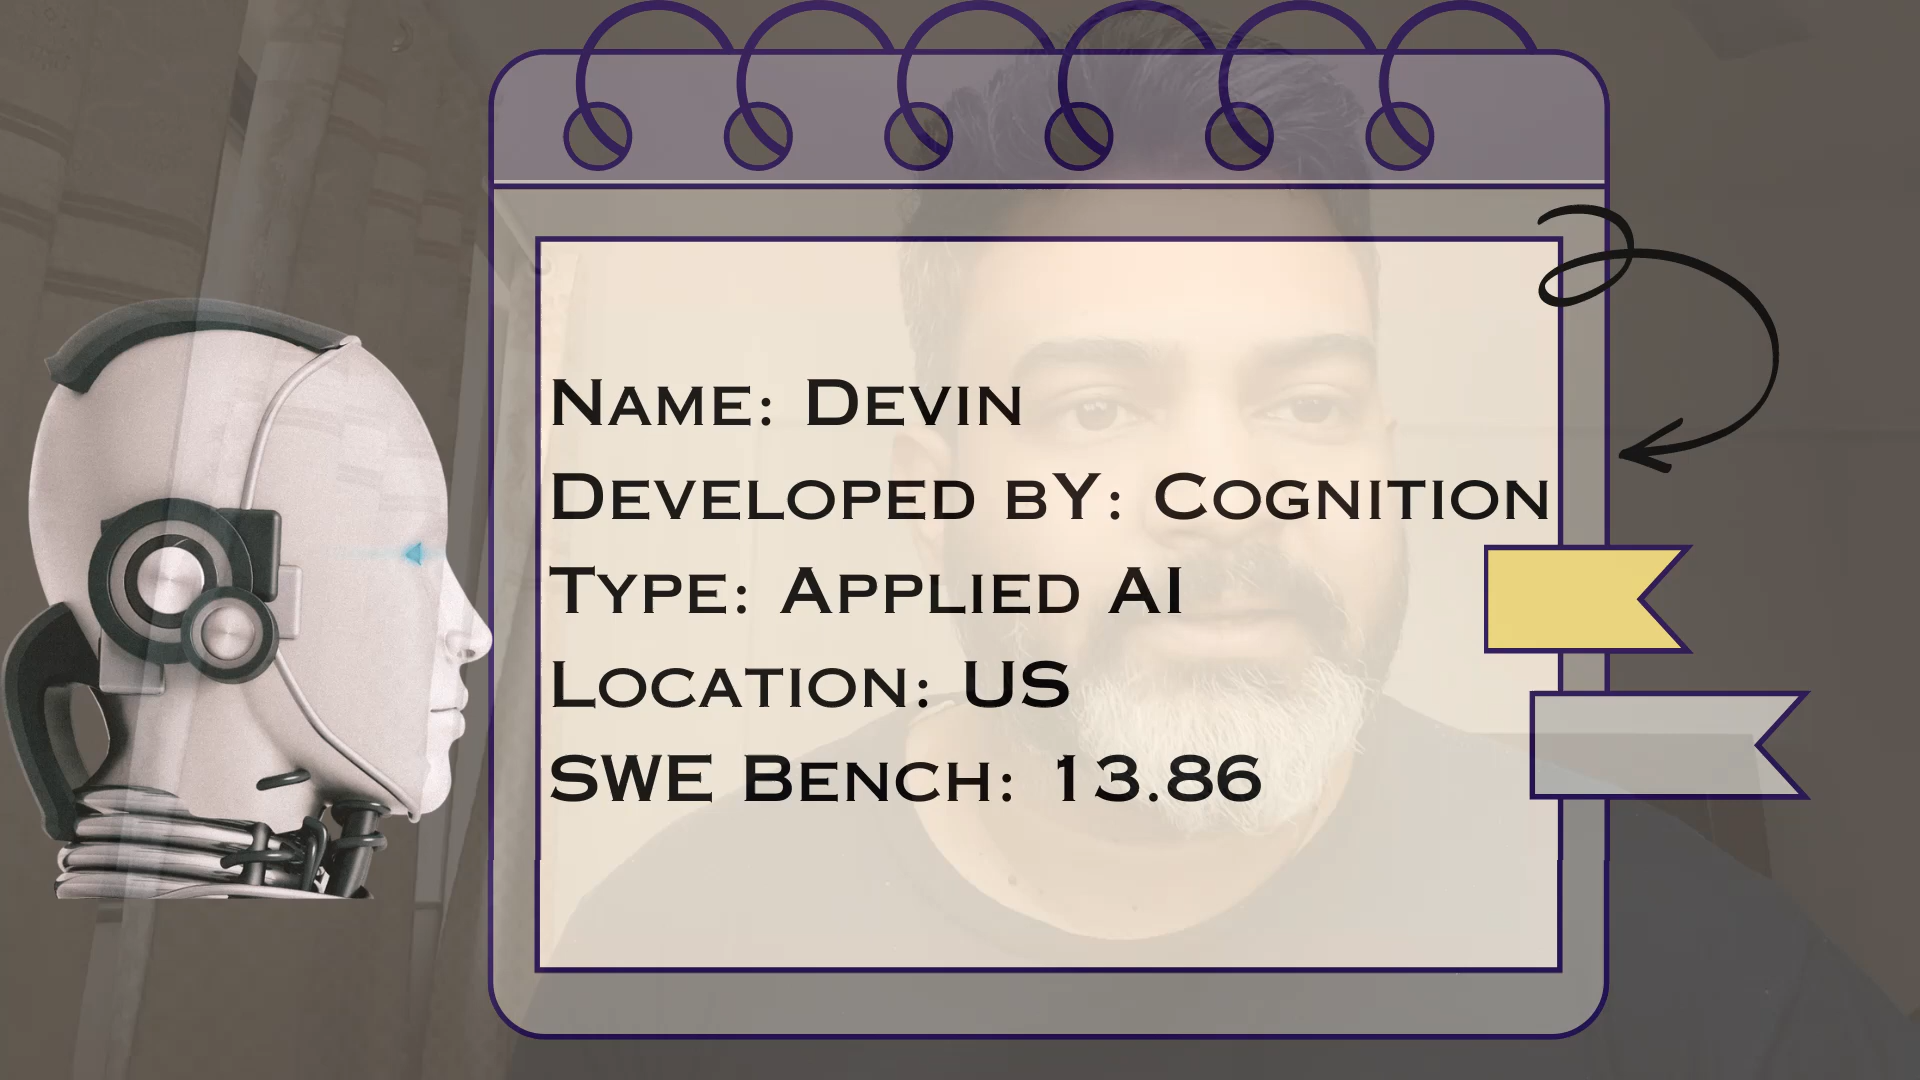 Name: Devin
Developed bY: Cognition
Type: Applied AI
Location: US
SWE Bench: 13.86